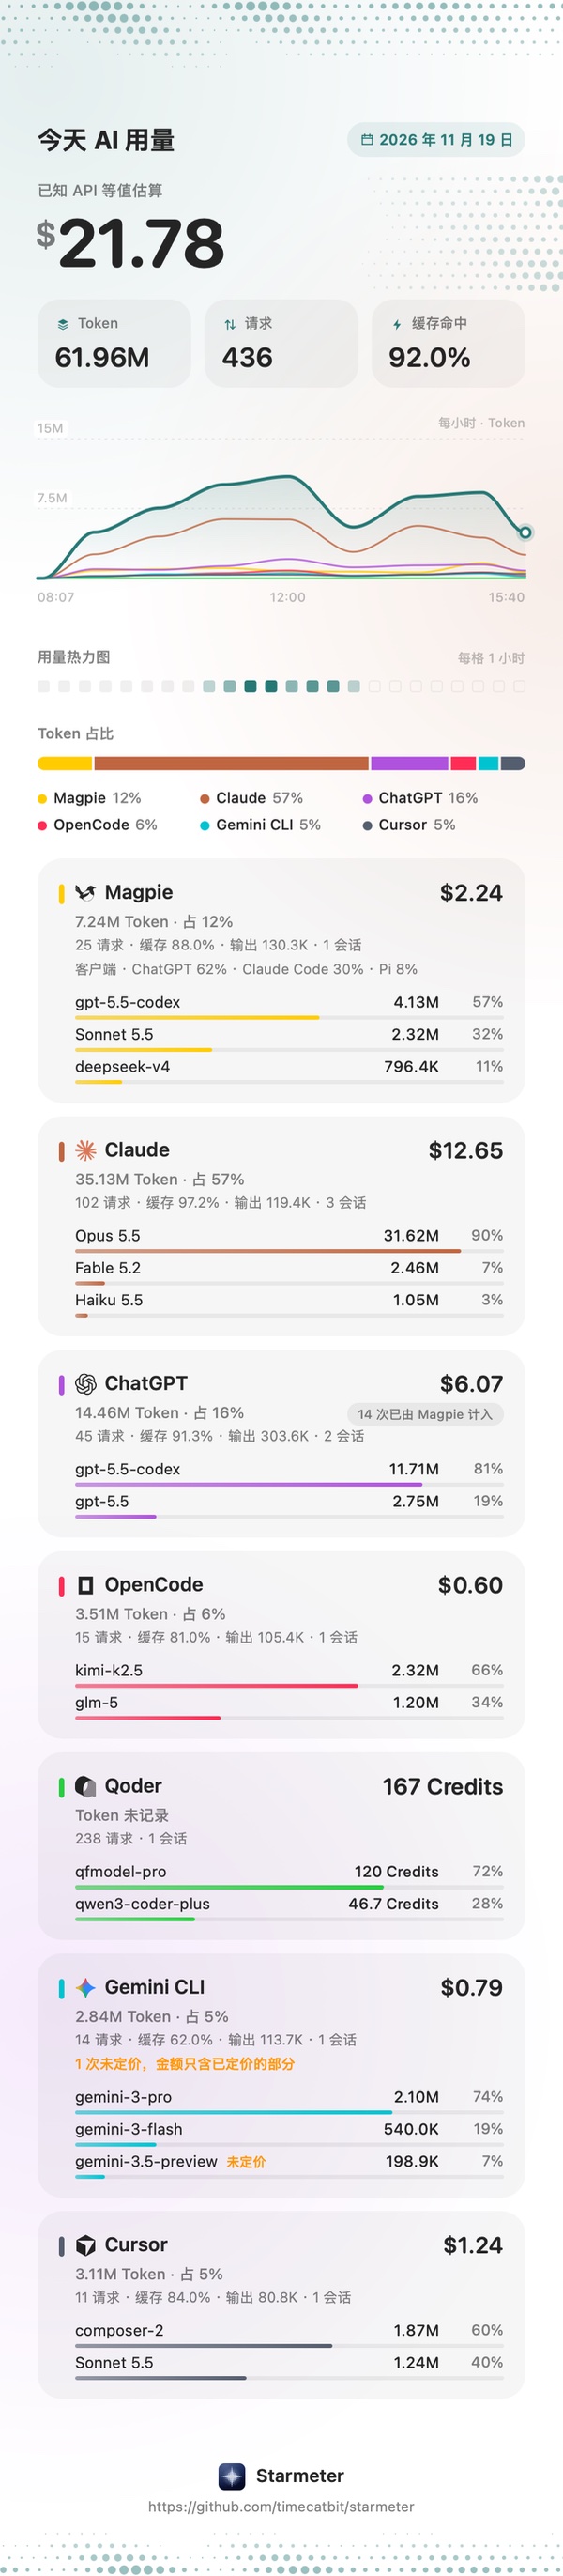 今天 AI 用量
2026 年 11 月 19 日
已知 API 等值估算
$21.78
Token
61.96M
请求
436
缓存命中
92.0%
每小时 · Token
15M
7.5M
08:07
12:00
15:40
用量热力图
每格 1 小时
Token 占比
Magpie 12%
Claude 57%
ChatGPT 16%
OpenCode 6%
Gemini CLI 5%
Cursor 5%
Magpie
$2.24
7.24M Token · 占 12%
25 请求 · 缓存 88.0% · 输出 130.3K · 1 会话
客户端 · ChatGPT 62% · Claude Code 30% · Pi 8%
gpt-5.5-codex 4.13M 57%
Sonnet 5.5 2.32M 32%
deepseek-v4 796.4K 11%
Claude
$12.65
35.13M Token · 占 57%
102 请求 · 缓存 97.2% · 输出 119.4K · 3 会话
Opus 5.5 31.62M 90%
Fable 5.2 2.46M 7%
Haiku 5.5 1.05M 3%
ChatGPT
$6.07
14.46M Token · 占 16%
14 次已由 Magpie 计入
45 请求 · 缓存 91.3% · 输出 303.6K · 2 会话
gpt-5.5-codex 11.71M 81%
gpt-5.5 2.75M 19%
OpenCode
$0.60
3.51M Token · 占 6%
15 请求 · 缓存 81.0% · 输出 105.4K · 1 会话
kimi-k2.5 2.32M 66%
glm-5 1.20M 34%
Qoder
167 Credits
Token 未记录
238 请求 · 1 会话
qfmodel-pro 120 Credits 72%
qwen3-coder-plus 46.7 Credits 28%
Gemini CLI
$0.79
2.84M Token · 占 5%
14 请求 · 缓存 62.0% · 输出 113.7K · 1 会话
1 次未定价，金额只含已定价的部分
gemini-3-pro 2.10M 74%
gemini-3-flash 540.0K 19%
gemini-3.5-preview 未定价 198.9K 7%
Cursor
$1.24
3.11M Token · 占 5%
11 请求 · 缓存 84.0% · 输出 80.8K · 1 会话
composer-2 1.87M 60%
Sonnet 5.5 1.24M 40%
Starmeter
https://github.com/timecatbit/starmeter